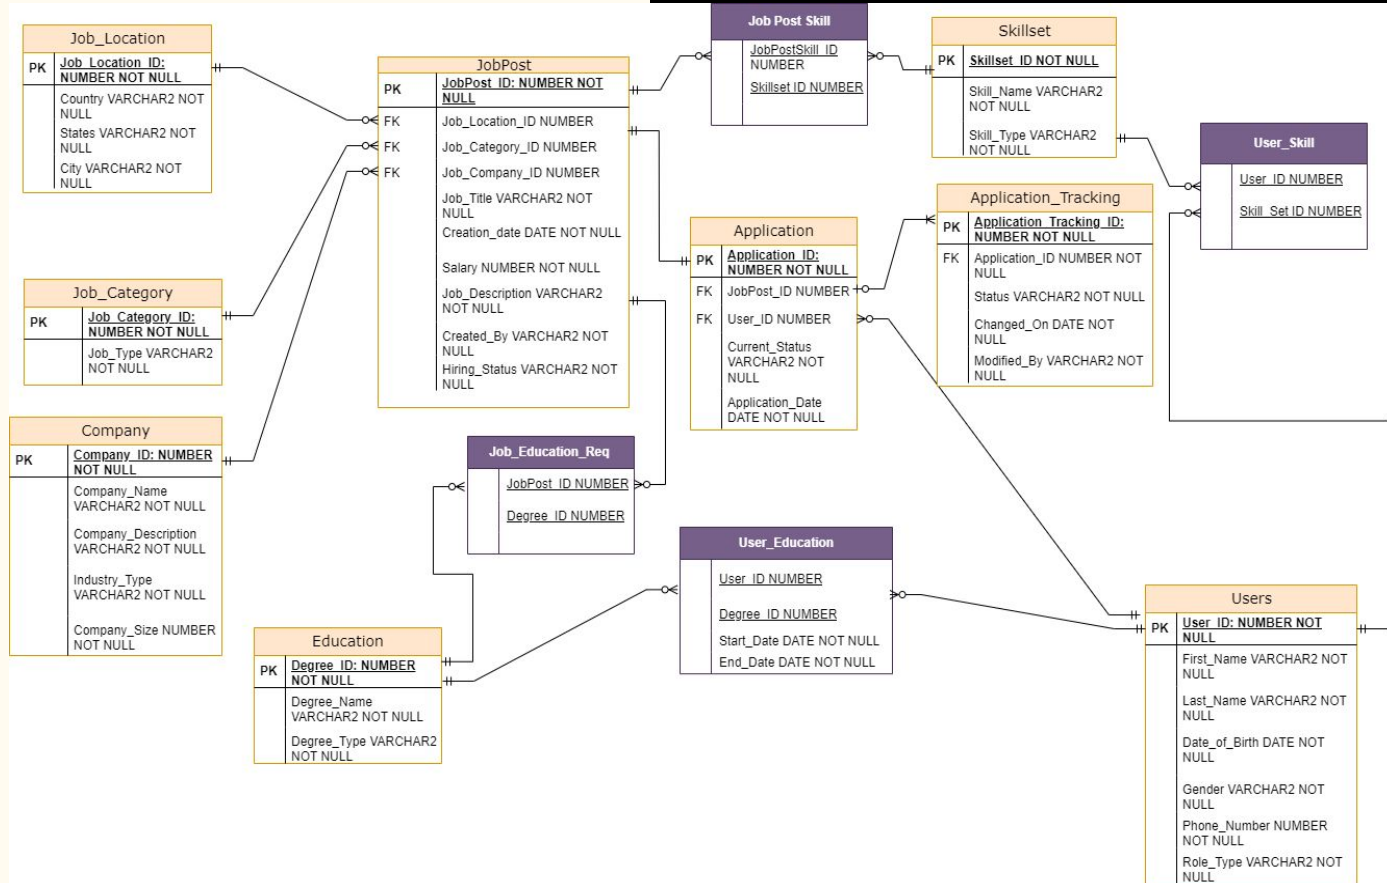 Job_Location
PK
Job_Location_ID:
NUMBER NOT NULL
Country VARCHAR2 NOT
NULL
States VARCHAR2 NOT
NULL
City VARCHAR2 NOT
NULL
Job_Category
PK
Job_Category_ID:
NUMBER NOT NULL
Job_Type VARCHAR2
NOT NULL
Company
PK
Company_ID: NUMBER
NOT NULL
Company_Name
VARCHAR2 NOT NULL
Company_Description
VARCHAR2 NOT NULL
Industry_Type
VARCHAR2 NOT NULL
Company_Size NUMBER
NOT NULL
JobPost
PK
JobPost_ID: NUMBER NOT
NULL
FK Job_Location_ID NUMBER
FK Job_Category_ID NUMBER
FK Job_Company_ID NUMBER
Job_Title VARCHAR2 NOT
NULL
Creation_date DATE NOT NULL
Salary NUMBER NOT NULL
Job_Description VARCHAR2
NOT NULL
Created_By VARCHAR2 NOT
NULL
Hiring_Status VARCHAR2 NOT
NULL
Job_Education_Req
JobPost_ID NUMBER
Degree_ID NUMBER
Education
PK
Degree_ID: NUMBER
NOT NULL
Degree_Name
VARCHAR2 NOT NULL
Degree_Type VARCHAR2
NOT NULL
Job Post Skill
JobPostSkill_ID
NUMBER
Skillset ID NUMBER
Skillset
PK Skillset_ID NOT NULL
Skill_Name VARCHAR2
NOT NULL
Skill_Type VARCHAR2
NOT NULL
User_Skill
User_ID NUMBER
Skill_Set ID NUMBER
Application
PK
Application_ID:
NUMBER NOT NULL
FK JobPost_ID NUMBER
FK User_ID NUMBER
Current_Status
VARCHAR2 NOT
NULL
Application_Date
DATE NOT NULL
Application_Tracking
PK
Application_Tracking_ID:
NUMBER NOT NULL
FK Application_ID NUMBER NOT
NULL
Status VARCHAR2 NOT NULL
Changed_On DATE NOT
NULL
Modified_By VARCHAR2 NOT
NULL
User_Education
User_ID NUMBER
Degree_ID NUMBER
Start_Date DATE NOT NULL
End_Date DATE NOT NULL
Users
PK
User_ID: NUMBER NOT
NULL
First_Name VARCHAR2 NOT
NULL
Last_Name VARCHAR2 NOT
NULL
Date_of_Birth DATE NOT
NULL
Gender VARCHAR2 NOT
NULL
Phone_Number NUMBER
NOT NULL
Role_Type VARCHAR2 NOT
NULL